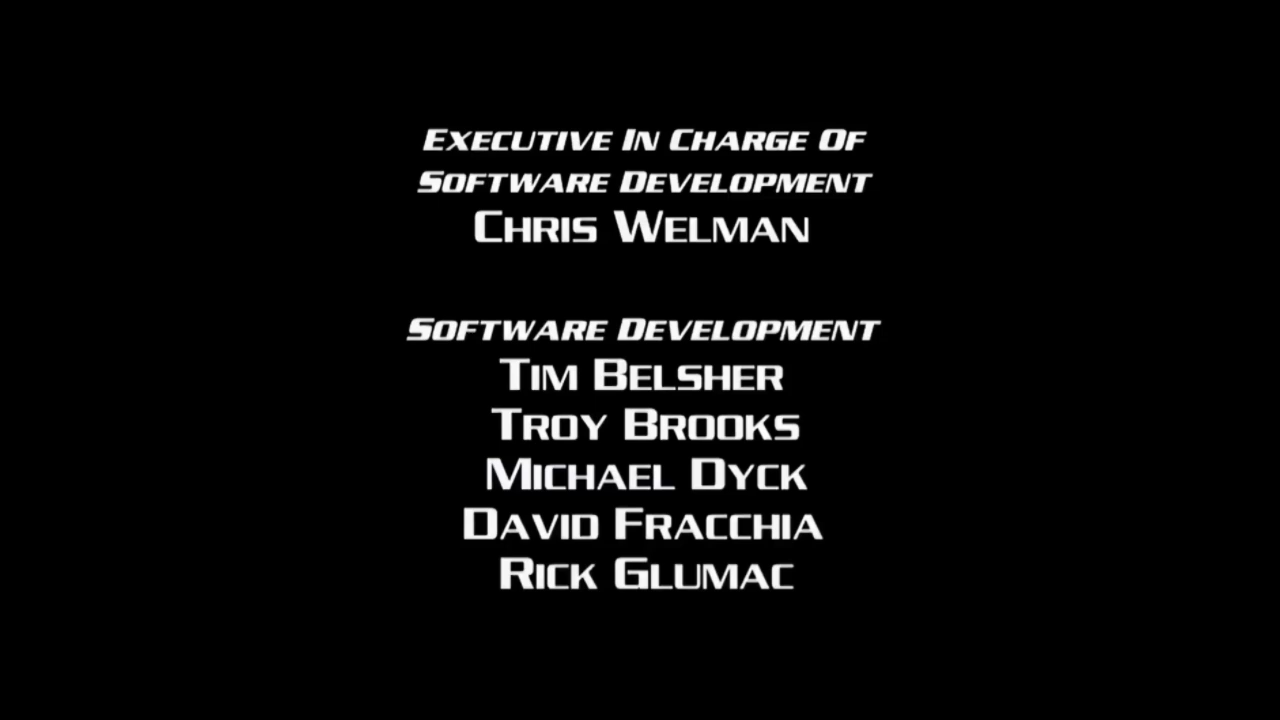 Executive In Charge Of
Software Development
Chris Welman
Software Development
Tim Belsher
Troy Brooks
Michael Dyck
David Fracchia
Rick Glumac